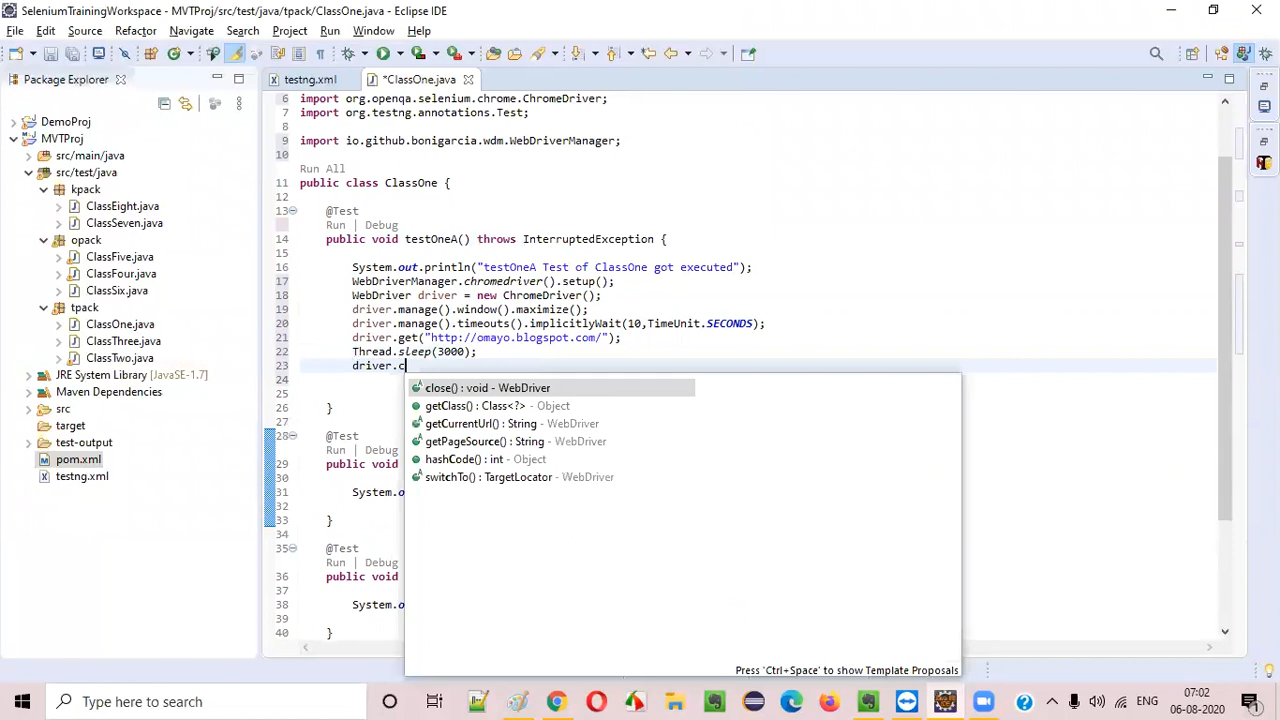 SeleniumTrainingWorkspace - MVTProj/src/test/java/tpack/ClassOne.java - Eclipse IDE
File Edit Source Refactor Navigate Search Project Run Window Help
Package Explorer
testng.xml
*ClassOne.java
DemoProj
MVTProj
src/main/java
src/test/java
kpack
ClassEight.java
ClassSeven.java
opack
ClassFive.java
ClassFour.java
ClassSix.java
tpack
ClassOne.java
ClassThree.java
ClassTwo.java
JRE System Library [JavaSE-1.7]
Maven Dependencies
src
target
test-output
pom.xml
testng.xml
6 import org.openqa.selenium.chrome.ChromeDriver;
7 import org.testng.annotations.Test;
8
9 import io.github.bonigarcia.wdm.WebDriverManager;
10
Run All
11 public class ClassOne {
12
13 @Test
Run | Debug
14 public void testOneA() throws InterruptedException {
15
16 System.out.println("testOneA Test of ClassOne got executed");
17 WebDriverManager.chromedriver().setup();
18 WebDriver driver = new ChromeDriver();
19 driver.manage().window().maximize();
20 driver.manage().timeouts().implicitlyWait(10,TimeUnit.SECONDS);
21 driver.get("http://omayo.blogspot.com/");
22 Thread.sleep(3000);
23 driver.c
24
25
26 }
27
28 @Test
Run | Debug
29 public void
30
31 System.o
32
33 }
34
35 @Test
Run | Debug
36 public void
37
38 System.o
39
40 }
close() : void - WebDriver
getClass() : Class<?> - Object
getCurrentUrl() : String - WebDriver
getPageSource() : String - WebDriver
hashCode() : int - Object
switchTo() : TargetLocator - WebDriver
Press 'Ctrl+Space' to show Template Proposals
Type here to search
ENG
07:02
06-08-2020